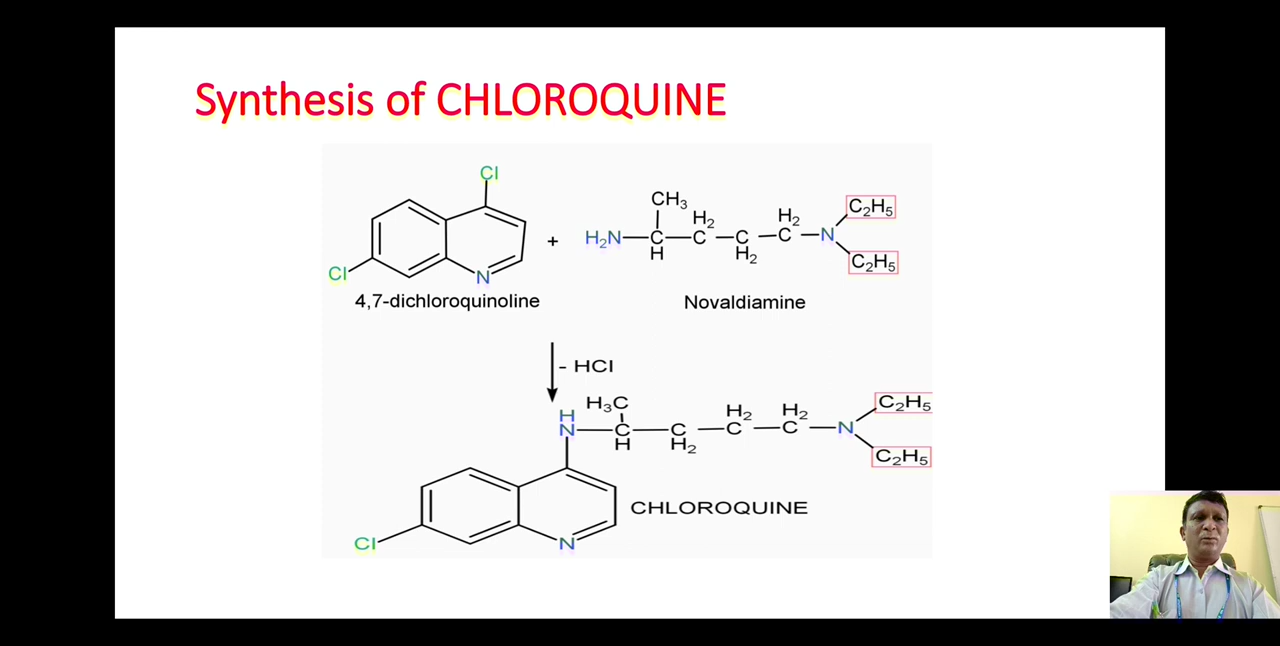 Synthesis of CHLOROQUINE
Cl
Cl
N
4,7-dichloroquinoline
+
CH₃
H₂N C C C C N
H H₂ H₂ H₂
C₂H₅
C₂H₅
Novaldiamine
- HCl
H
N
H₃C
C C C C N
H H₂ H₂ H₂
C₂H₅
C₂H₅
CHLOROQUINE
Cl
N